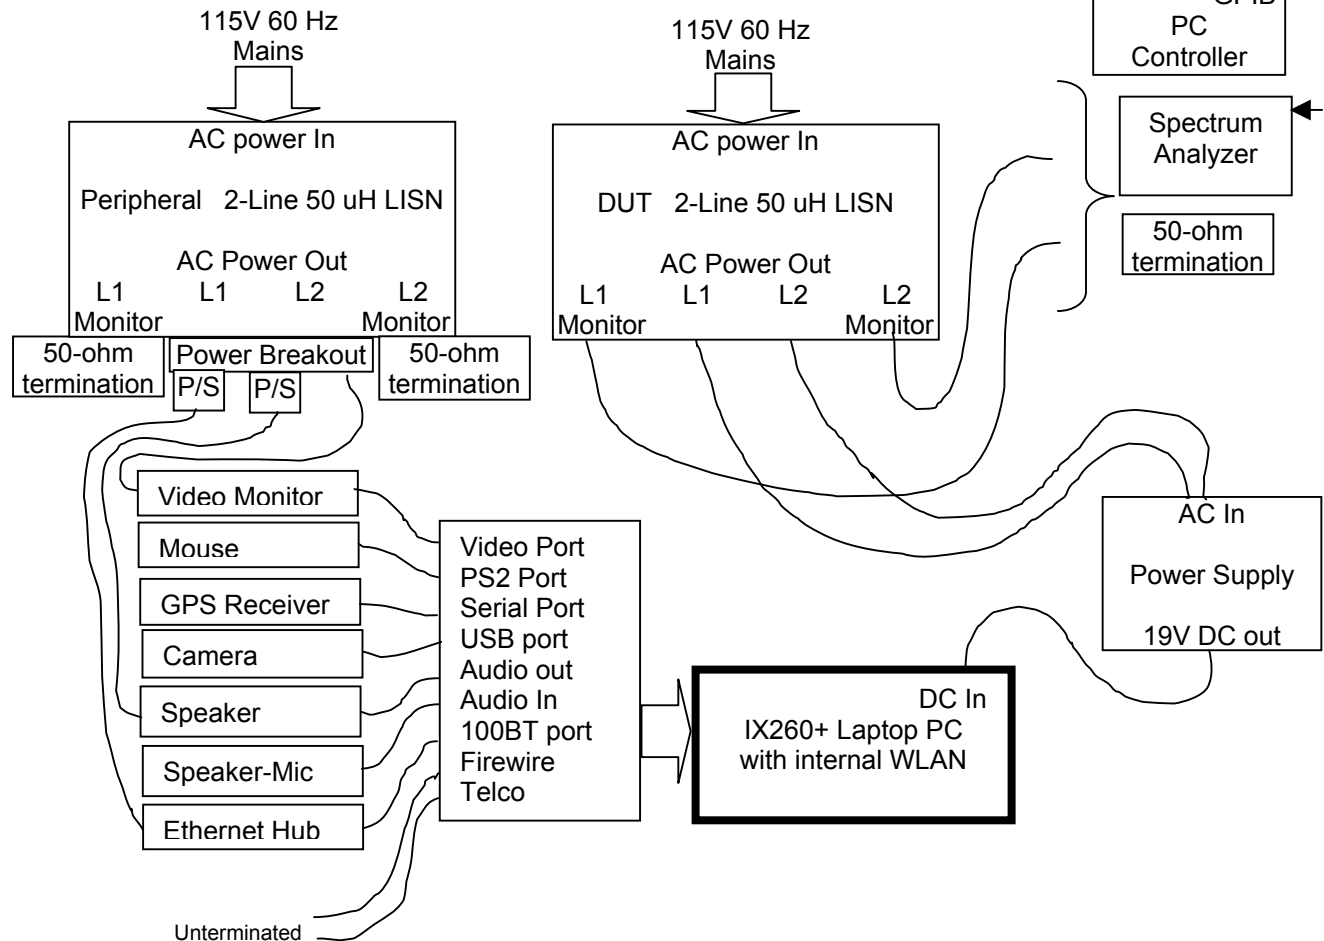 115V 60 Hz
Mains
AC power In
Peripheral 2-Line 50 uH LISN
AC Power Out
L1 L1 L2 L2
Monitor Monitor
50-ohm
termination
Power Breakout
50-ohm
termination
P/S P/S
115V 60 Hz
Mains
AC power In
DUT 2-Line 50 uH LISN
AC Power Out
L1 L1 L2 L2
Monitor Monitor
PC
Controller
Spectrum
Analyzer
50-ohm
termination
Video Monitor
Mouse
GPS Receiver
Camera
Speaker
Speaker-Mic
Ethernet Hub
Unterminated
Video Port
PS2 Port
Serial Port
USB port
Audio out
Audio In
100BT port
Firewire
Telco
DC In
IX260+ Laptop PC
with internal WLAN
AC In
Power Supply
19V DC out